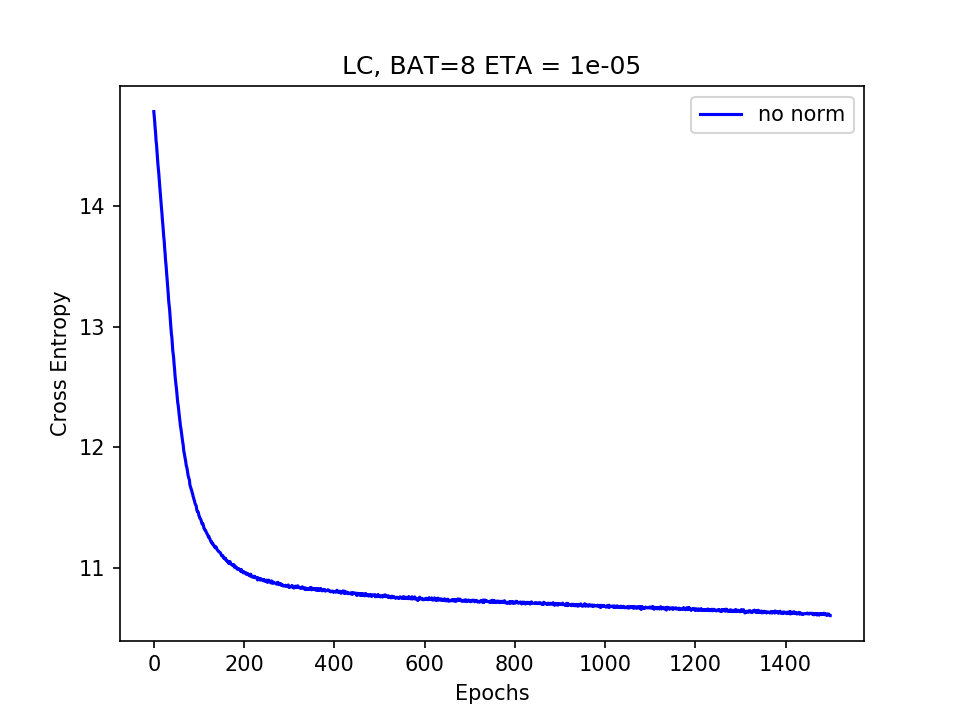 LC, BAT=8 ETA = 1e-05
no norm
Cross Entropy
14
13
12
11
0 200 400 600 800 1000 1200 1400
Epochs